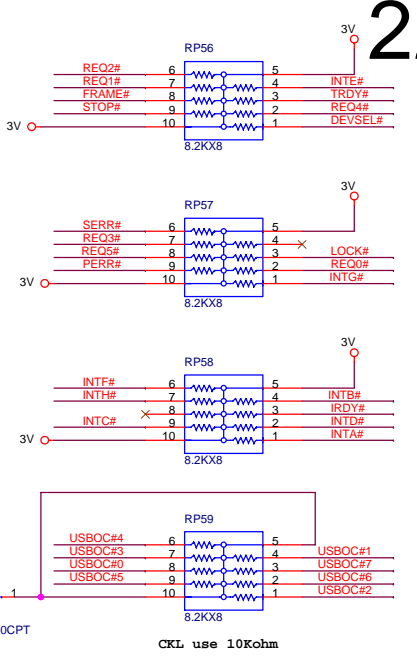 2
3V
RP56
REQ2# 6 5
REQ1# 7 4 INTE#
FRAME# 8 3 TRDY#
STOP# 9 2 REQ4#
3V 10 1 DEVSEL#
8.2KX8
3V
RP57
SERR# 6 5
REQ3# 7 4
REQ5# 8 3 LOCK#
PERR# 9 2 REQ0#
3V 10 1 INTG#
8.2KX8
3V
RP58
INTF# 6 5
INTH# 7 4 INTB#
8 3 IRDY#
INTC# 9 2 INTD#
3V 10 1 INTA#
8.2KX8
RP59
USBOC#4 6 5
USBOC#3 7 4 USBOC#1
USBOC#0 8 3 USBOC#7
USBOC#5 9 2 USBOC#6
1 10 1 USBOC#2
8.2KX8
0CPT
CKL use 10Kohm